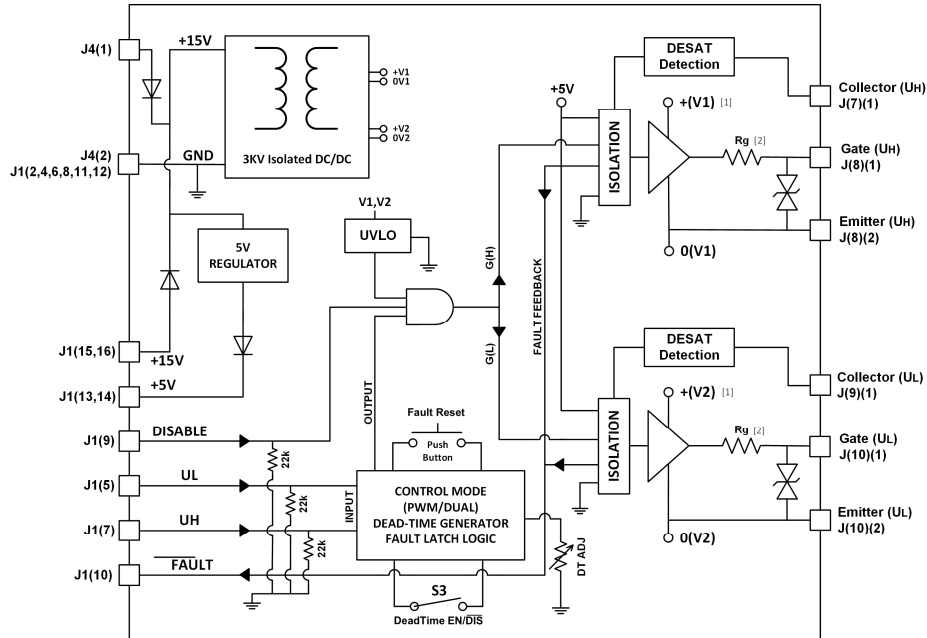 J4(1)
+15V
+V1
0V1
+V2
0V2
3KV Isolated DC/DC
J4(2)
J1(2,4,6,8,11,12)
GND
DESAT
Detection
Collector (UH)
J(7)(1)
+5V
+(V1) [1]
ISOLATION
Rg [2]
Gate (UH)
J(8)(1)
Emitter (UH)
J(8)(2)
0(V1)
V1,V2
UVLO
5V
REGULATOR
G(H)
G(L)
FAULT FEEDBACK
J1(15,16)
+15V
+5V
J1(13,14)
DESAT
Detection
Collector (UL)
J(9)(1)
+(V2) [1]
ISOLATION
Rg [2]
Gate (UL)
J(10)(1)
Emitter (UL)
J(10)(2)
0(V2)
J1(9)
DISABLE
22k
J1(5)
UL
22k
J1(7)
UH
22k
J1(10)
FAULT
OUTPUT
INPUT
Fault Reset
Push
Button
CONTROL MODE
(PWM/DUAL)
DEAD-TIME GENERATOR
FAULT LATCH LOGIC
DT ADJ
S3
DeadTime EN/DIS